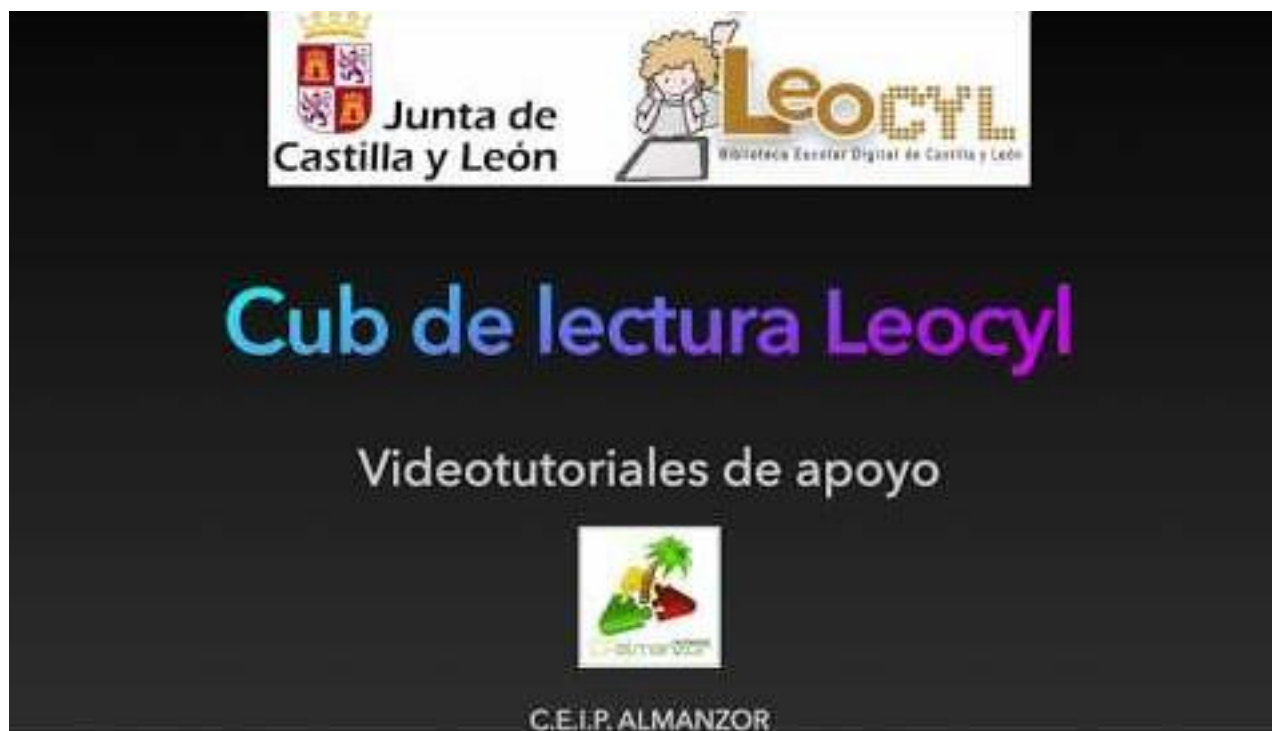 Junta de
Castilla y León
LeoCYL
Biblioteca Escolar Digital de Castilla y León
Cub de lectura Leocyl
Videotutoriales de apoyo
almanzor
C.E.I.P. ALMANZOR